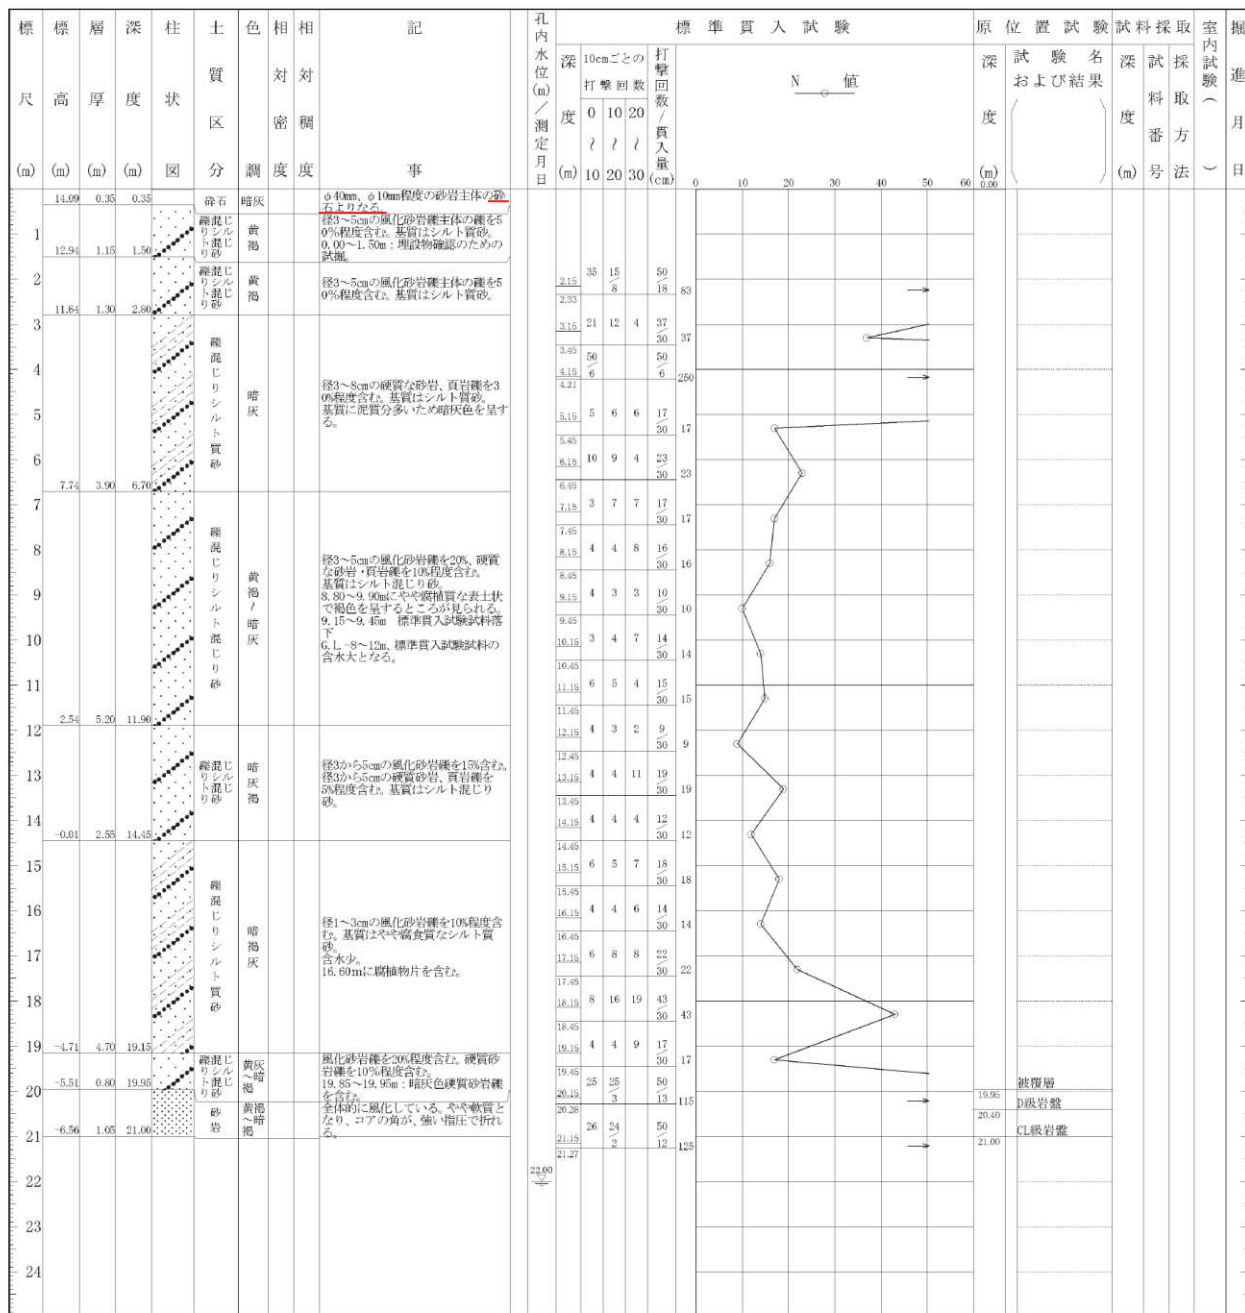 標尺(m)
標高(m)
層厚(m)
深度(m)
柱状図
土質区分
色調
相対密度
相対稠度
記事
孔内水位(m)／測定月日
標準貫入試験
深度(m)
10cmごとの打撃回数
0 10 20
〜 〜 〜
10 20 30
打撃回数／貫入量(cm)
N 値
0 10 20 30 40 50 60
原位置試験
深度(m)
試験名および結果
試料採取
深度(m)
試料番号
採取方法
室内試験( )
掘進月日
0.00
14.09 0.35 0.35 砕石 暗灰
φ40mm、φ10mm程度の砂岩主体の砕
石よりなる。
12.94 1.15 1.50 礫混じりシルト混じり砂 黄褐
径3～5cmの風化砂岩礫主体の礫を5
0％程度含む。基質はシルト質砂。
0.00～1.50m：埋設物確認のための
試掘。
11.64 1.30 2.80 礫混じりシルト混じり砂 黄褐
径3～5cmの風化砂岩礫主体の礫を5
0％程度含む。基質はシルト質砂。
7.74 3.90 6.70 礫混じりシルト質砂 暗灰
径3～8cmの硬質な砂岩、頁岩礫を3
0％程度含む。基質はシルト質砂。
基質に泥質分多いため暗灰色を呈す
る。
2.54 5.20 11.90 礫混じりシルト混じり砂 黄褐～暗灰
径3～5cmの風化砂岩礫を20％、硬質
な砂岩・頁岩礫を10％程度含む。
基質はシルト混じり砂。
8.80～9.90mにやや腐植質な表土状
で褐色を呈するところが見られる。
9.15～9.45m 標準貫入試験試料落
下
G.L-8～12m、標準貫入試験試料の
含水大となる。
-0.01 2.55 14.45 礫混じりシルト混じり砂 暗灰褐
径3から5cmの風化砂岩礫を15％含む。
径3から5cmの硬質砂岩、頁岩礫を
5％程度含む。基質はシルト混じり
砂。
-4.71 4.70 19.15 礫混じりシルト質砂 暗褐灰
径1～3cmの風化砂岩礫を10％程度含
む。基質はやや腐食質なシルト質
砂。
含水少。
16.60mに腐植物片を含む。
-5.51 0.80 19.95 礫混じりシルト混じり砂 黄灰～暗褐
風化砂岩礫を20％程度含む。硬質砂
岩礫を10％程度含む。
19.85～19.95m：暗灰色硬質砂岩礫
を含む。
-6.56 1.05 21.00 砂岩 黄褐～暗褐
全体的に風化している。やや軟質と
なり、コアの角が、強い指圧で折れ
る。
1
2
3
4
5
6
7
8
9
10
11
12
13
14
15
16
17
18
19
20
21
22
23
24
22.00
2.15 2.33 35 15/8 50/18 83
3.15 3.45 21 12 4 37/30 37
4.15 4.21 50/6 50/6 250
5.15 5.45 5 6 6 17/30 17
6.15 6.45 10 9 4 23/30 23
7.15 7.45 3 7 7 17/30 17
8.15 8.45 4 4 8 16/30 16
9.15 9.45 4 3 3 10/30 10
10.15 10.45 3 4 7 14/30 14
11.15 11.45 6 5 4 15/30 15
12.15 12.45 4 3 2 9/30 9
13.15 13.45 4 4 11 19/30 19
14.15 14.45 4 4 4 12/30 12
15.15 15.45 6 5 7 18/30 18
16.15 16.45 4 4 6 14/30 14
17.15 17.45 6 8 8 22/30 22
18.15 18.45 8 16 19 43/30 43
19.15 19.45 4 4 9 17/30 17
20.15 20.28 25 25/3 50/13 115
21.15 21.27 26 24/2 50/12 125
被覆層
19.95
D級岩盤
20.40
CL級岩盤
21.00